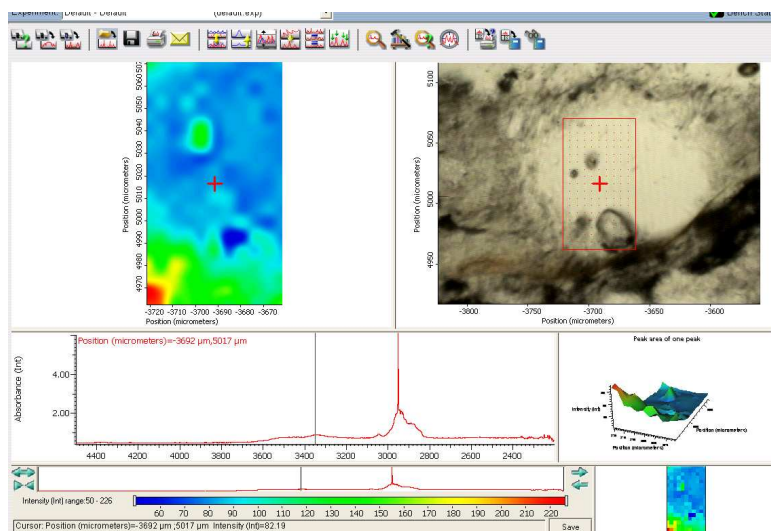 Experiment: Default - Default (default.exp) Bench Stat
5060
5050
5040
5030
5020
5010
5000
4990
4980
4970
Position (micrometers)
-3720 -3710 -3700 -3690 -3680 -3670
Position (micrometers)
5100
5050
5000
4950
Position (micrometers)
-3800 -3750 -3700 -3650 -3600
Position (micrometers)
Position (micrometers)=-3692 µm,5017 µm
Absorbance (Int)
4.00
2.00
4400 4200 4000 3800 3600 3400 3200 3000 2800 2600 2400
Peak area of one peak
Intensity (Int)
Position (micrometers)
Position (micrometers)
Intensity (Int) range:50 - 226
60 70 80 90 100 110 120 130 140 150 160 170 180 190 200 210 220
Cursor: Position (micrometers)=-3692 µm ;5017 µm Intensity (Int)=82.19
Save